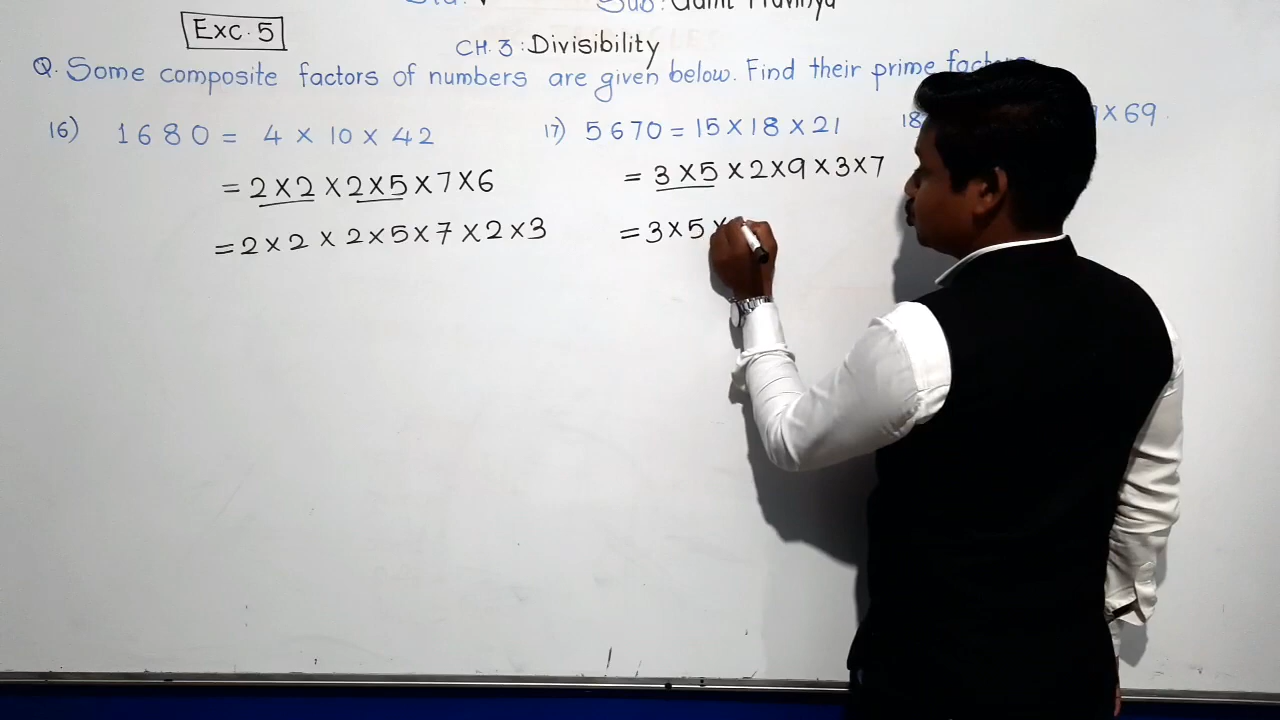 Sub:
Exc. 5
CH. 3 : Divisibility
Q. Some composite factors of numbers are given below. Find their prime
16) 1680 = 4 × 10 × 42
= 2 × 2 × 2 × 5 × 7 × 6
= 2 × 2 × 2 × 5 × 7 × 2 × 3
17) 5670 = 15 × 18 × 21
= 3 × 5 × 2 × 9 × 3 × 7
= 3 × 5 ×
18
× 69